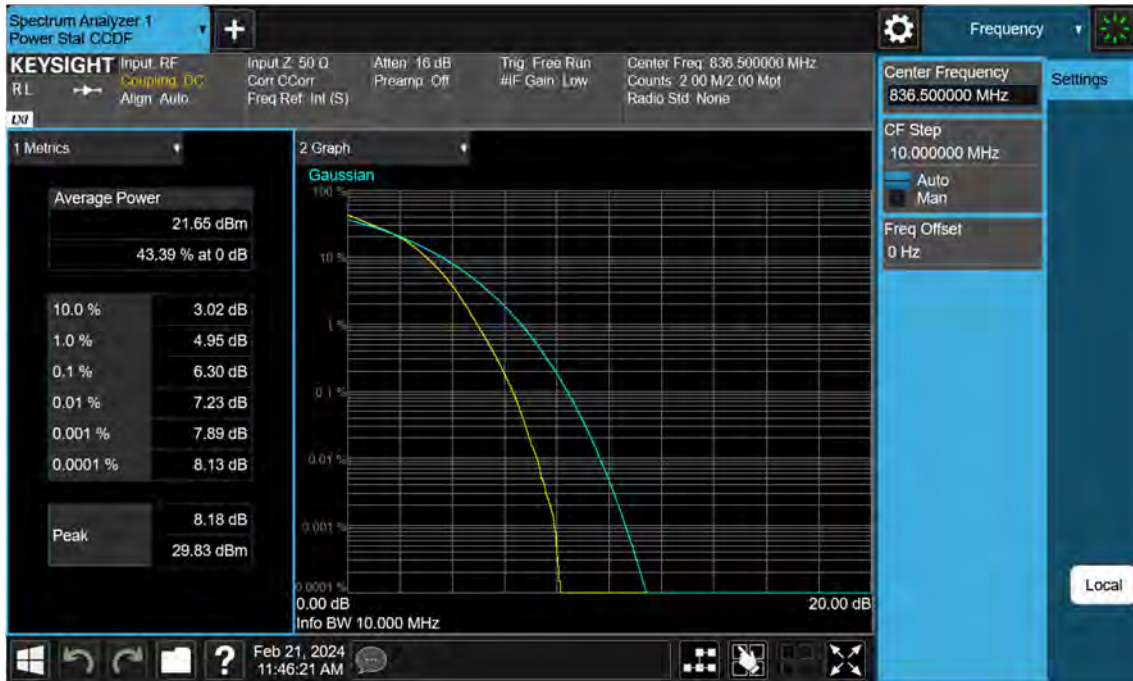 Spectrum Analyzer 1
Power Stat CCDF
Frequency
KEYSIGHT
RL
LXI
Input: RF
Coupling: DC
Align: Auto
Input Z: 50 Ω
Corr CCorr
Freq Ref: Int (S)
Atten: 16 dB
Preamp: Off
Trig: Free Run
#IF Gain: Low
Center Freq: 836.500000 MHz
Counts: 2.00 M/2.00 Mpt
Radio Std: None
1 Metrics
Average Power
21.65 dBm
43.39 % at 0 dB
10.0 % 3.02 dB
1.0 % 4.95 dB
0.1 % 6.30 dB
0.01 % 7.23 dB
0.001 % 7.89 dB
0.0001 % 8.13 dB
Peak
8.18 dB
29.83 dBm
2 Graph
Gaussian
100 %
10 %
1 %
0.1 %
0.01 %
0.001 %
0.0001 %
0.00 dB
20.00 dB
Info BW 10.000 MHz
Center Frequency
836.500000 MHz
CF Step
10.000000 MHz
Auto
Man
Freq Offset
0 Hz
Settings
Local
?
Feb 21, 2024
11:46:21 AM